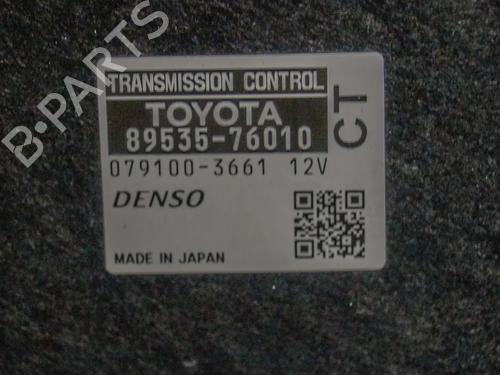 B·PARTS
TRANSMISSION CONTROL
TOYOTA
89535-76010
CT
079100-3661 12V
DENSO
MADE IN JAPAN